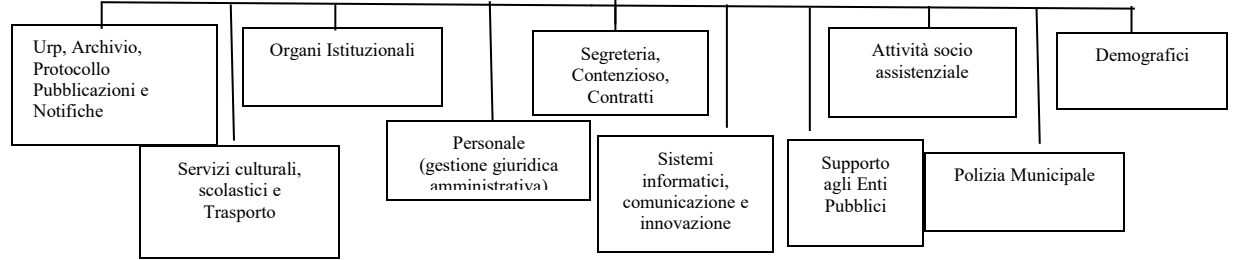 Urp, Archivio,
Protocollo
Pubblicazioni e
Notifiche
Organi Istituzionali
Segreteria,
Contenzioso,
Contratti
Attività socio
assistenziale
Demografici
Servizi culturali,
scolastici e
Trasporto
Personale
(gestione giuridica
amministrativa)
Sistemi
informatici,
comunicazione e
innovazione
Supporto
agli Enti
Pubblici
Polizia Municipale